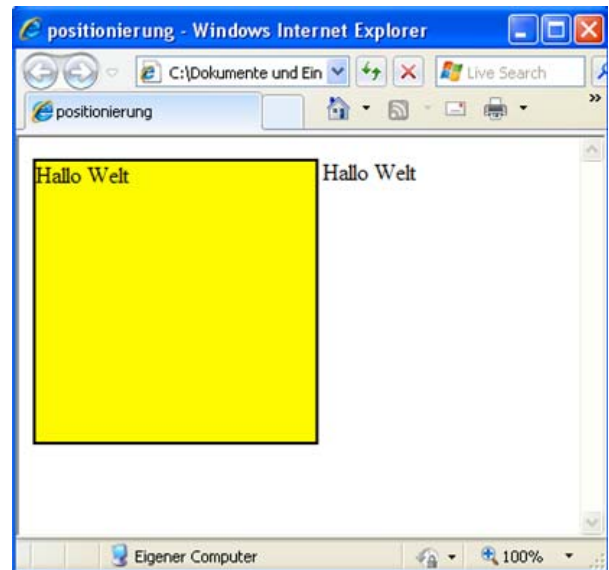 positionierung - Windows Internet Explorer
C:\Dokumente und Ein
Live Search
positionierung
»
Hallo Welt
Hallo Welt
Eigener Computer
100%